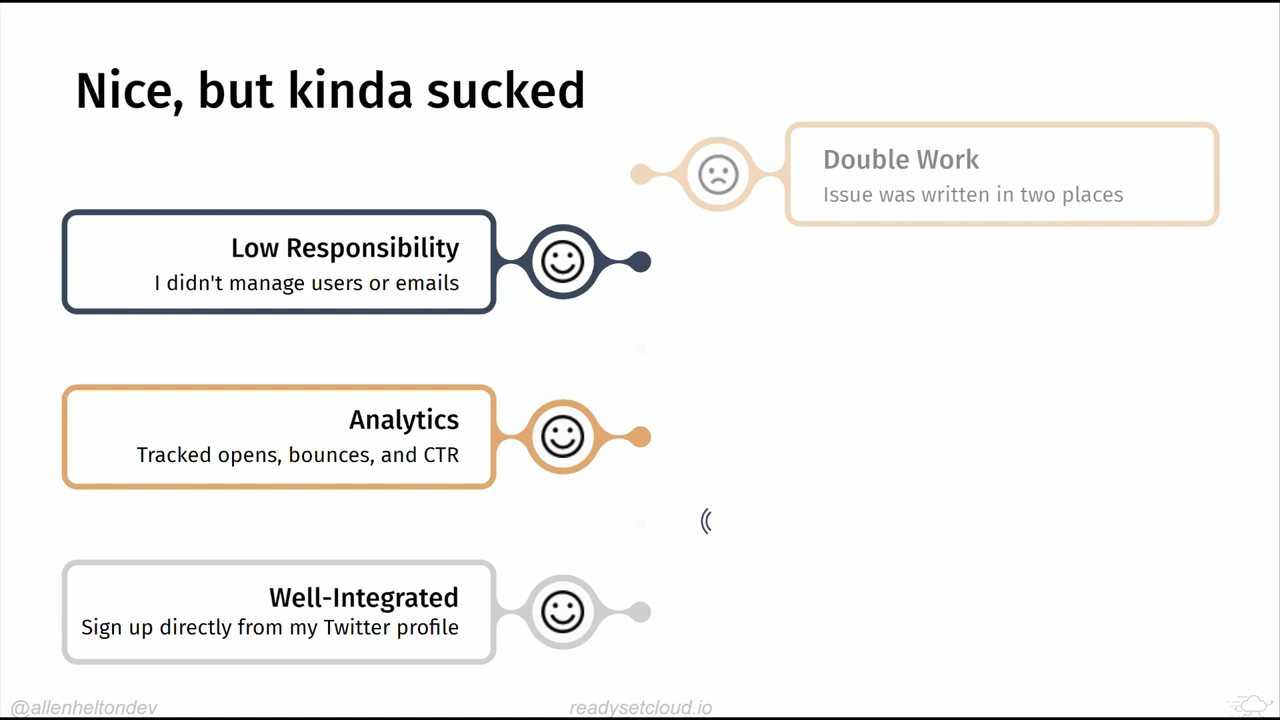 Nice, but kinda sucked
Double Work
Issue was written in two places
Low Responsibility
I didn't manage users or emails
Analytics
Tracked opens, bounces, and CTR
Well-Integrated
Sign up directly from my Twitter profile
@allenheltondev
readysetcloud.io